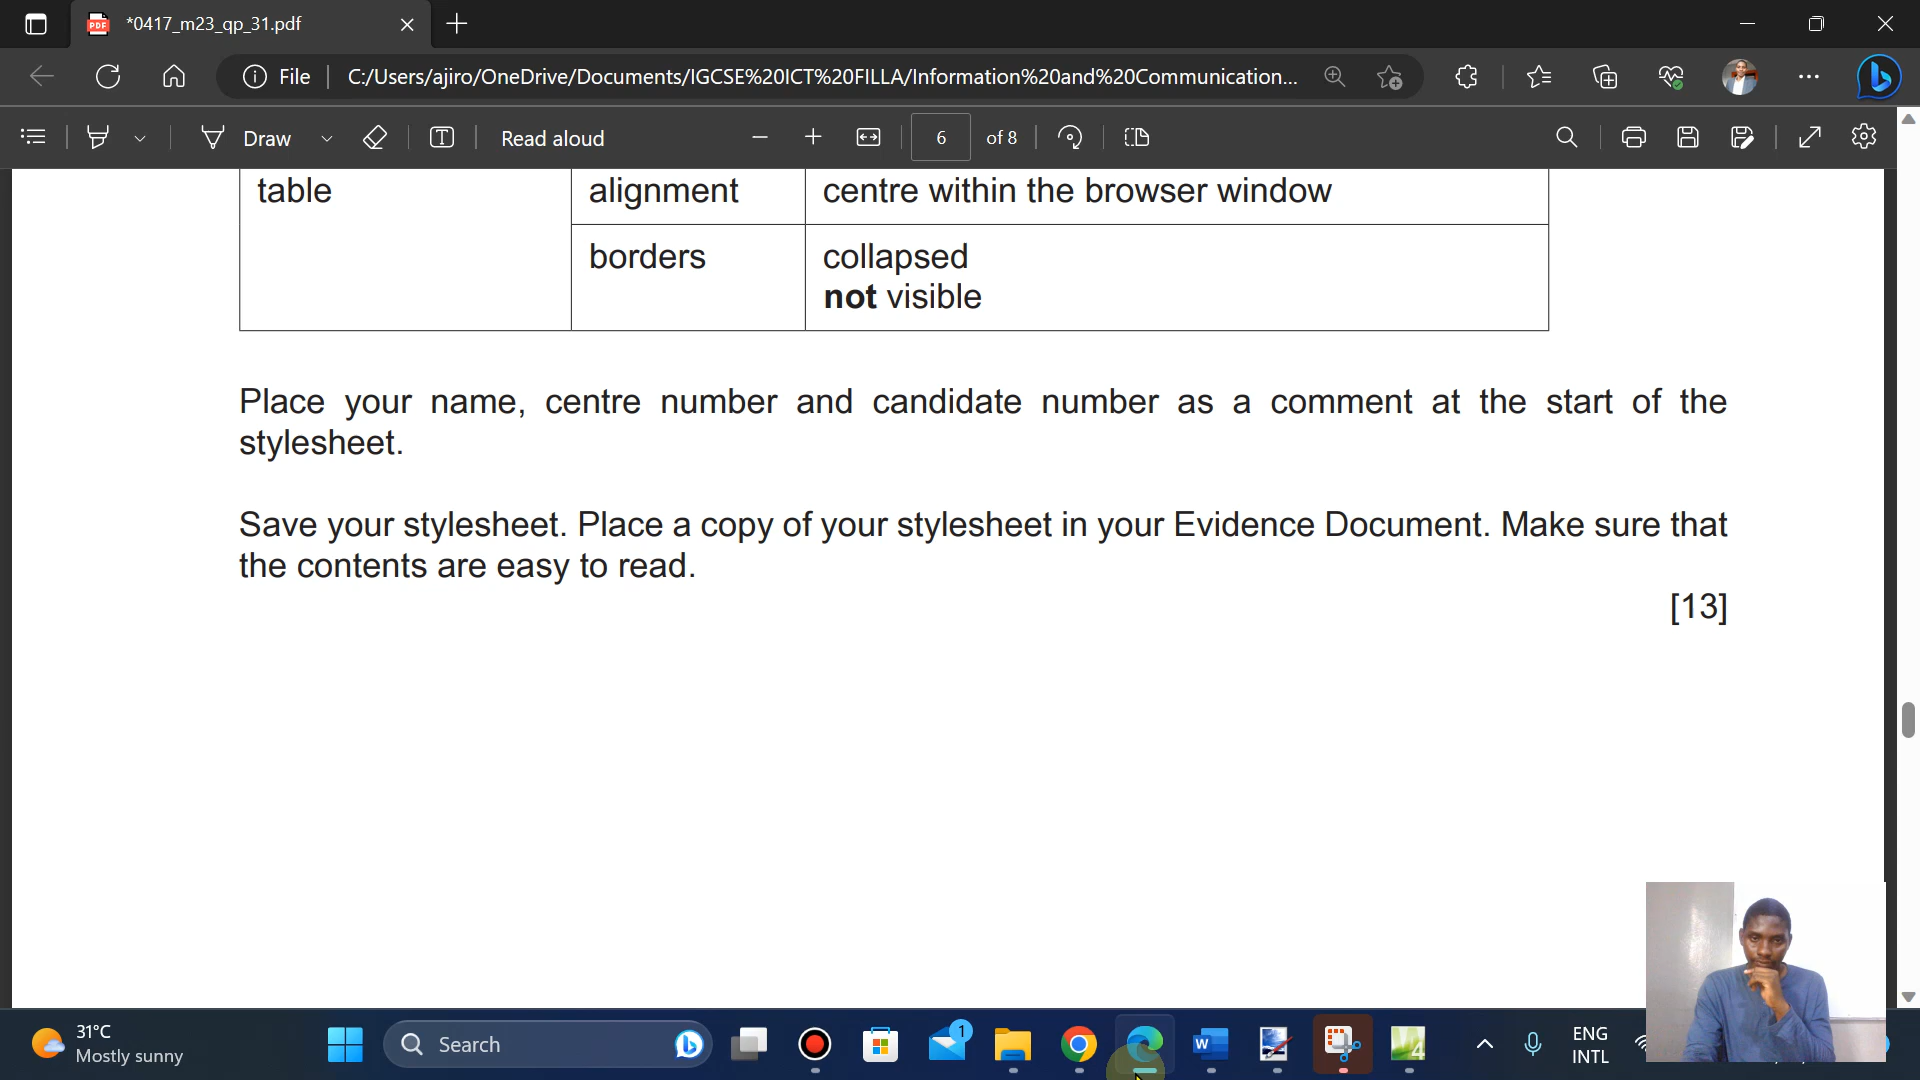 *0417_m23_qp_31.pdf
File
C:/Users/ajiro/OneDrive/Documents/IGCSE%20ICT%20FILLA/Information%20and%20Communication...
Draw
Read aloud
6 of 8
table
alignment
centre within the browser window
borders
collapsed
not visible
Place your name, centre number and candidate number as a comment at the start of the
stylesheet.
Save your stylesheet. Place a copy of your stylesheet in your Evidence Document. Make sure that
the contents are easy to read.
[13]
31°C
Mostly sunny
Search
1
ENG
INTL